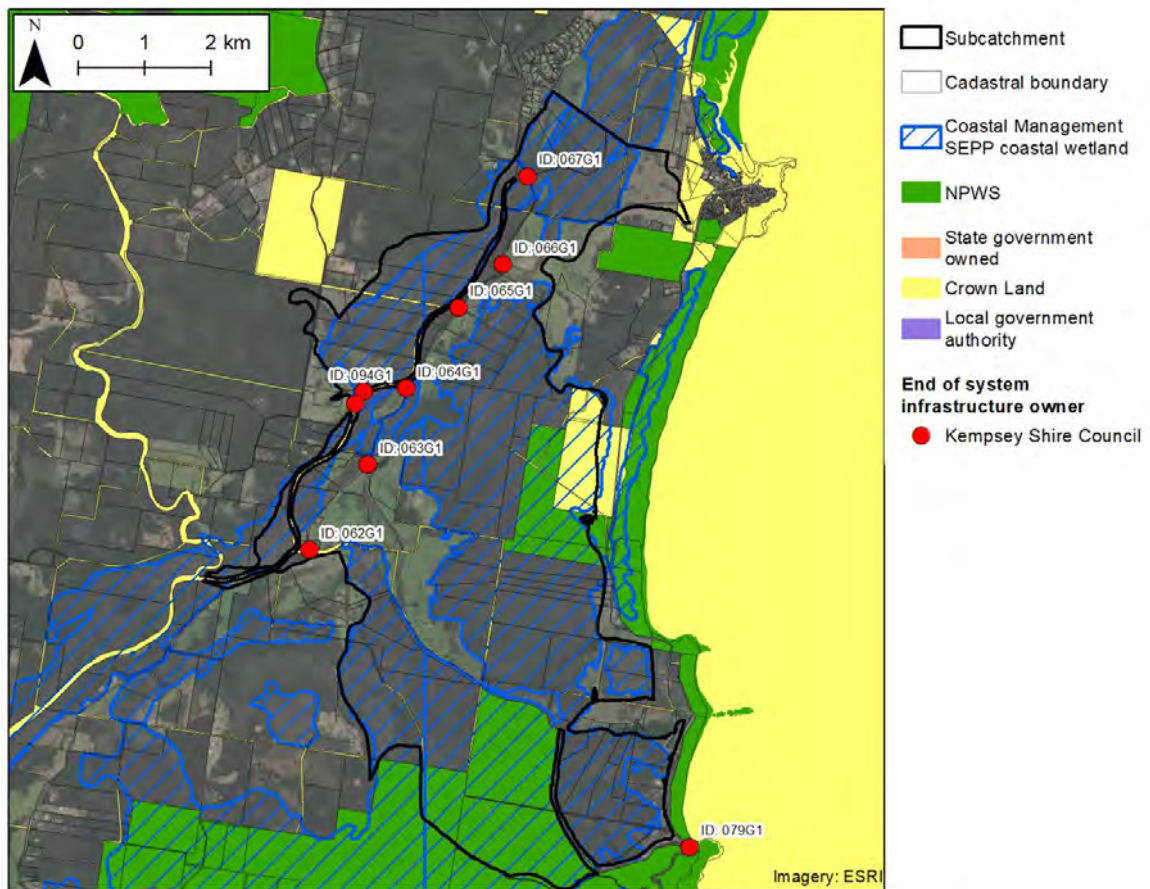 N
0 1 2 km
ID: 067G1
ID: 066G1
ID: 065G1
ID: 094G1
ID: 064G1
ID: 063G1
ID: 062G1
ID: 079G1
Imagery: ESRI
Subcatchment
Cadastral boundary
Coastal Management
SEPP coastal wetland
NPWS
State government
owned
Crown Land
Local government
authority
End of system
infrastructure owner
Kempsey Shire Council